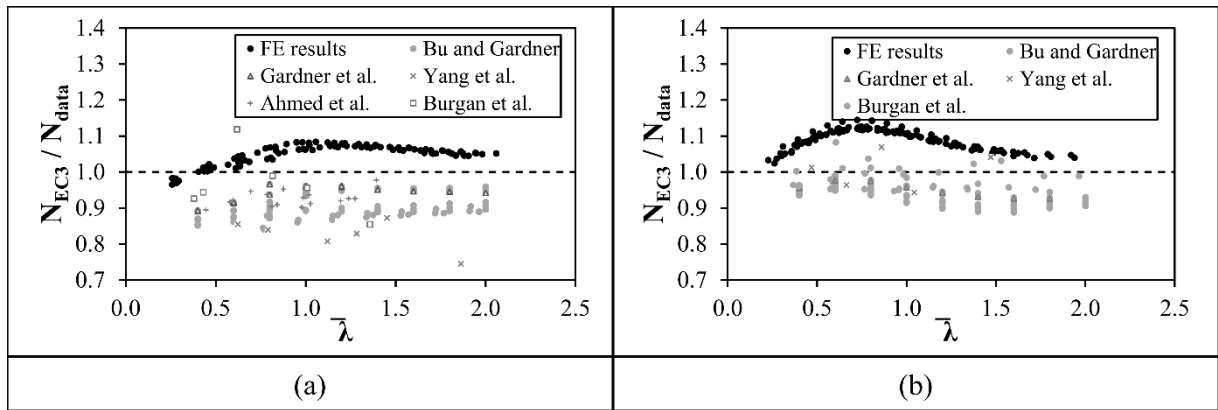 1.4
1.3
1.2
1.1
1.0
0.9
0.8
0.7
N_EC3 / N_data
FE results
Bu and Gardner
Gardner et al.
Yang et al.
Ahmed et al.
Burgan et al.
0.0 0.5 1.0 1.5 2.0 2.5
λ̅
(a)
1.4
1.3
1.2
1.1
1.0
0.9
0.8
0.7
N_EC3 / N_data
FE results
Bu and Gardner
Gardner et al.
Yang et al.
Burgan et al.
0.0 0.5 1.0 1.5 2.0 2.5
λ̅
(b)